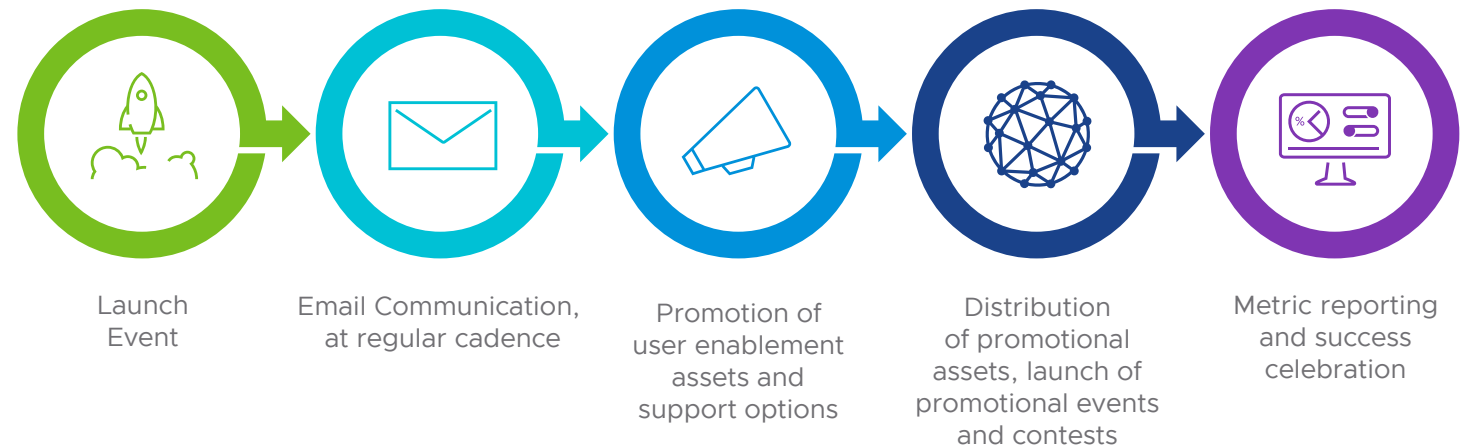 %
Launch
Event
Email Communication,
at regular cadence
Promotion of
user enablement
assets and
support options
Distribution
of promotional
assets, launch of
promotional events
and contests
Metric reporting
and success
celebration